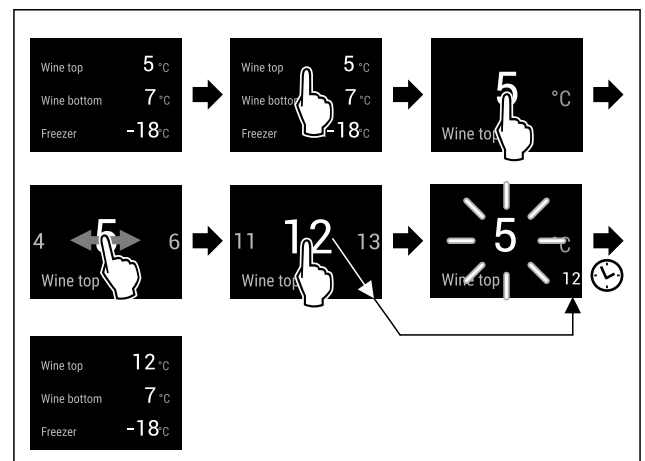 Wine top 5 °C
Wine bottom 7 °C
Freezer -18°C
Wine top 5 °C
Wine botto 7 °C
Freezer -18°C
5 °C
Wine top
4 5 6
Wine top
11 12 13
Wine top
5 °C
Wine top 12
Wine top 12 °C
Wine bottom 7 °C
Freezer -18°C